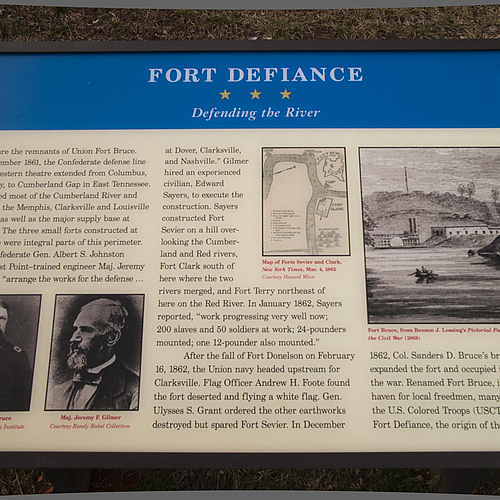 FORT DEFIANCE
Defending the River
are the remnants of Union Fort Bruce.
ember 1861, the Confederate defense line
estern theatre extended from Columbus,
y, to Cumberland Gap in East Tennessee.
ed most of the Cumberland River and
the Memphis, Clarksville and Louisville
as well as the major supply base at
The three small forts constructed at
were integral parts of this perimeter.
federate Gen. Albert S. Johnston
st Point–trained engineer Maj. Jeremy
"arrange the works for the defense ...
ruce
y Institute
Maj. Jeremy F. Gilmer
Courtesy Randy Rubel Collection
at Dover, Clarksville,
and Nashville." Gilmer
hired an experienced
civilian, Edward
Sayers, to execute the
construction. Sayers
constructed Fort
Sevier on a hill over-
looking the Cumber-
land and Red rivers,
Fort Clark south of
here where the two
rivers merged, and Fort Terry northeast of
here on the Red River. In January 1862, Sayers
reported, "work progressing very well now;
200 slaves and 50 soldiers at work; 24-pounders
mounted; one 12-pounder also mounted."
After the fall of Fort Donelson on February
16, 1862, the Union navy headed upstream for
Clarksville. Flag Officer Andrew H. Foote found
the fort deserted and flying a white flag. Gen.
Ulysses S. Grant ordered the other earthworks
destroyed but spared Fort Sevier. In December
Map of Forts Sevier and Clark,
New York Times, Mar. 4, 1862
Courtesy Howard Winn
Fort Bruce, from Benson J. Lossing's Pictorial Fie
the Civil War (1868)
1862, Col. Sanders D. Bruce's br
expanded the fort and occupied
the war. Renamed Fort Bruce, 
haven for local freedmen, many
the U.S. Colored Troops (USCT
Fort Defiance, the origin of the